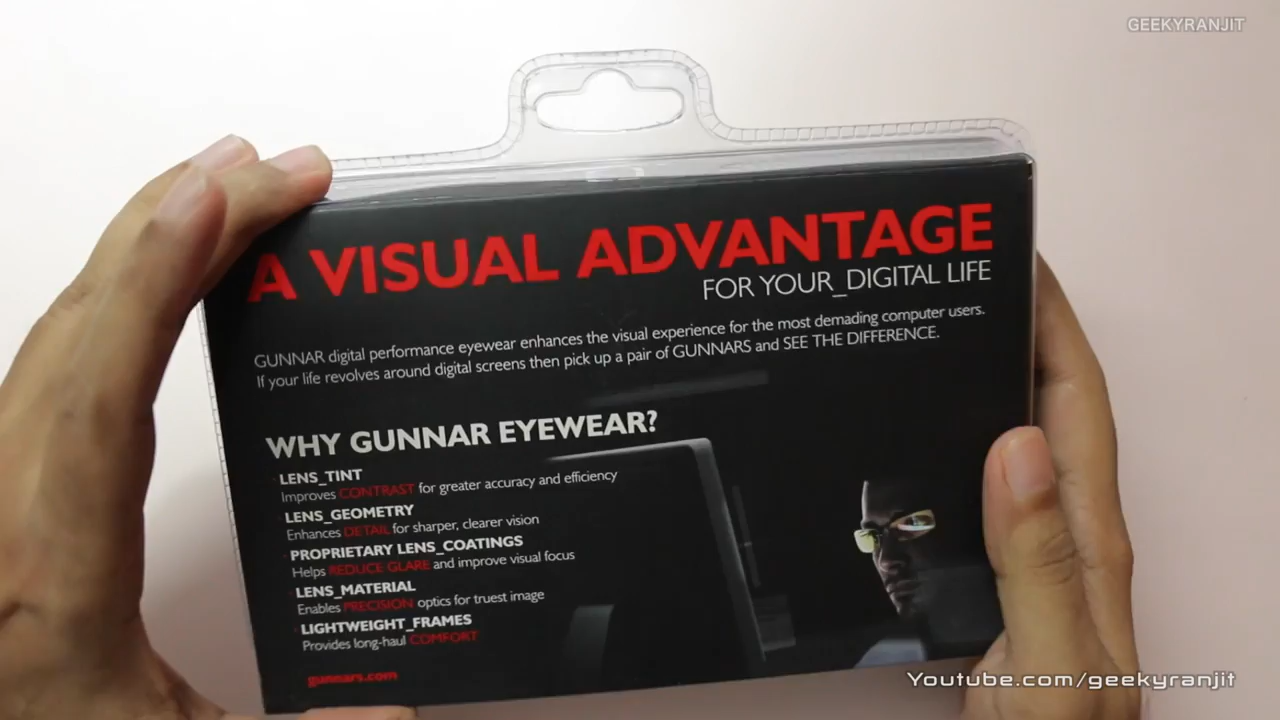 GEEKYRANJIT
A VISUAL ADVANTAGE
FOR YOUR_DIGITAL LIFE
GUNNAR digital performance eyewear enhances the visual experience for the most demading computer users.
If your life revolves around digital screens then pick up a pair of GUNNARS and SEE THE DIFFERENCE.
WHY GUNNAR EYEWEAR?
LENS_TINT
Improves CONTRAST for greater accuracy and efficiency
LENS_GEOMETRY
Enhances DETAIL for sharper, clearer vision
PROPRIETARY LENS_COATINGS
Helps REDUCE GLARE and improve visual focus
LENS_MATERIAL
Enables PRECISION optics for truest image
LIGHTWEIGHT_FRAMES
Provides long-haul COMFORT
gunnars.com
Youtube.com/geekyranjit